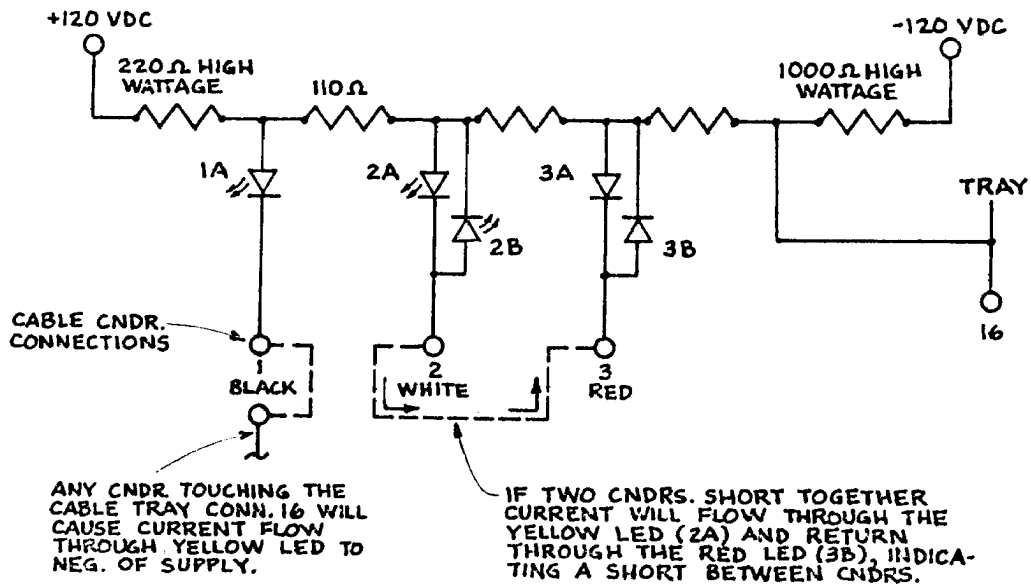 +120 VDC
-120 VDC
220Ω HIGH
WATTAGE
110Ω
1000Ω HIGH
WATTAGE
1A
2A
2B
3A
3B
TRAY
16
CABLE CNDR.
CONNECTIONS
1
BLACK
2
WHITE
3
RED
ANY CNDR. TOUCHING THE
CABLE TRAY CONN. 16 WILL
CAUSE CURRENT FLOW
THROUGH YELLOW LED TO
NEG. OF SUPPLY.
IF TWO CNDRS. SHORT TOGETHER
CURRENT WILL FLOW THROUGH THE
YELLOW LED (2A) AND RETURN
THROUGH THE RED LED (3B), INDICA-
TING A SHORT BETWEEN CNDRS.